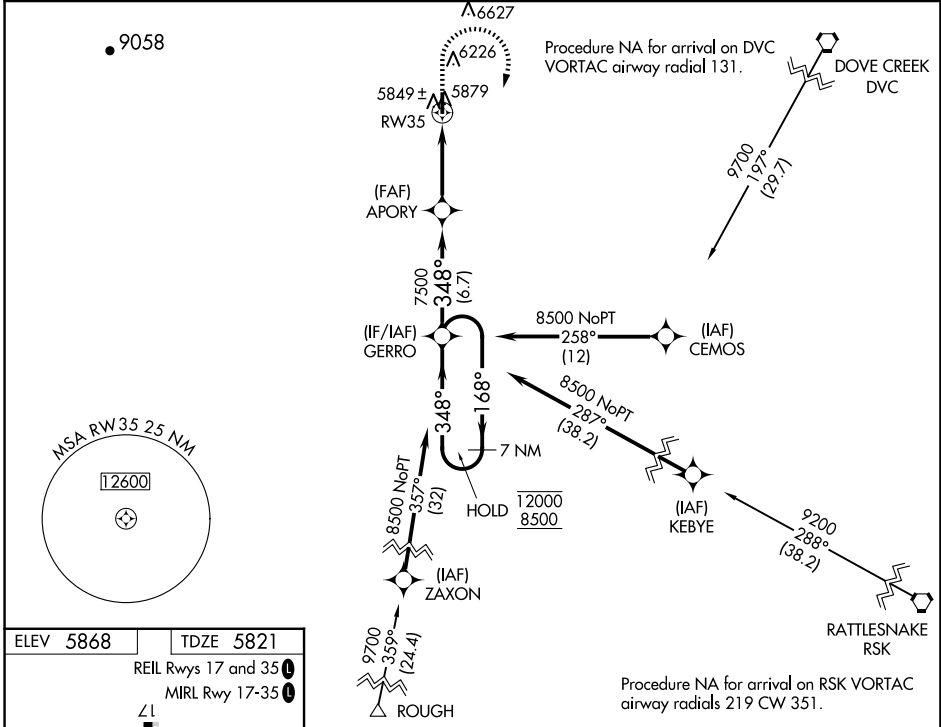 6627
9058
6226
Procedure NA for arrival on DVC
VORTAC airway radial 131.
DOVE CREEK
DVC
5849 ±
5879
RW35
9700
197°
(29.7)
(FAF)
APORY
7500
348°
(6.7)
(IF/IAF)
GERRO
8500 NoPT
258°
(12)
(IAF)
CEMOS
348°
168°
8500 NoPT
287°
(38.2)
MSA RW35 25 NM
12600
7 NM
HOLD
12000
8500
8500 NoPT
357°
(32)
(IAF)
KEBYE
9200
288°
(38.2)
(IAF)
ZAXON
RATTLESNAKE
RSK
ELEV 5868
TDZE 5821
REIL Rwys 17 and 35 L
MIRL Rwy 17-35 L
17
9700
359°
(24.4)
ROUGH
Procedure NA for arrival on RSK VORTAC
airway radials 219 CW 351.